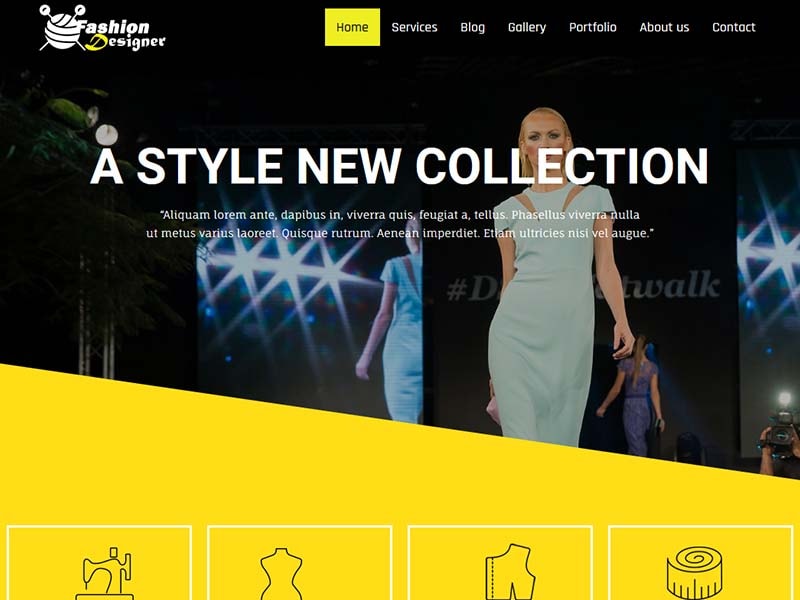 Fashion
Designer
Home Services Blog Gallery Portfolio About us Contact
A STYLE NEW COLLECTION
“Aliquam lorem ante, dapibus in, viverra quis, feugiat a, tellus. Phasellus viverra nulla
ut metus varius laoreet. Quisque rutrum. Aenean imperdiet. Etiam ultricies nisi vel augue.”